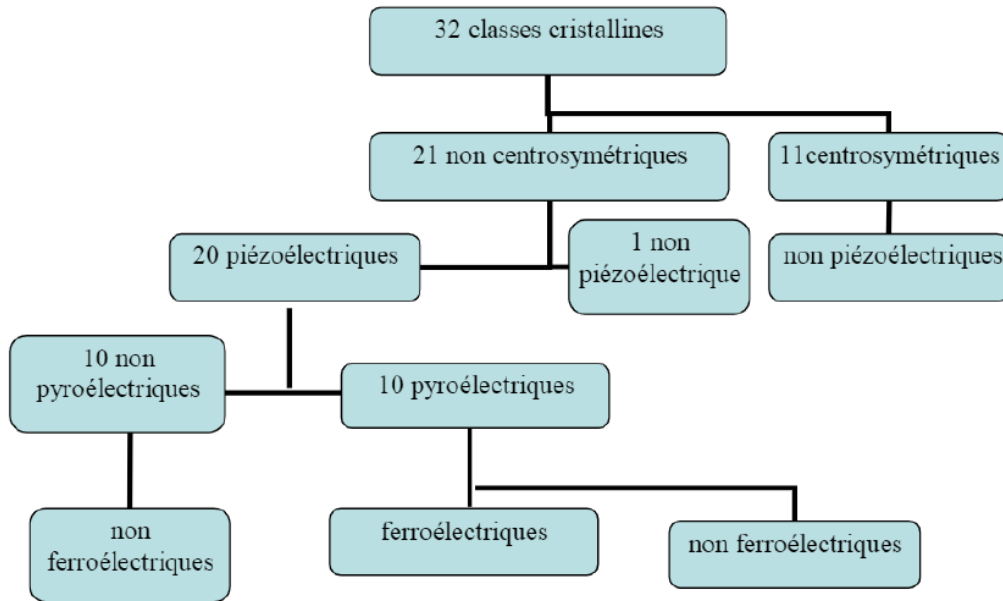 32 classes cristallines
21 non centrosymétriques
11centrosymétriques
20 piézoélectriques
1 non
piézoélectrique
non piézoélectriques
10 non
pyroélectriques
10 pyroélectriques
non
ferroélectriques
ferroélectriques
non ferroélectriques